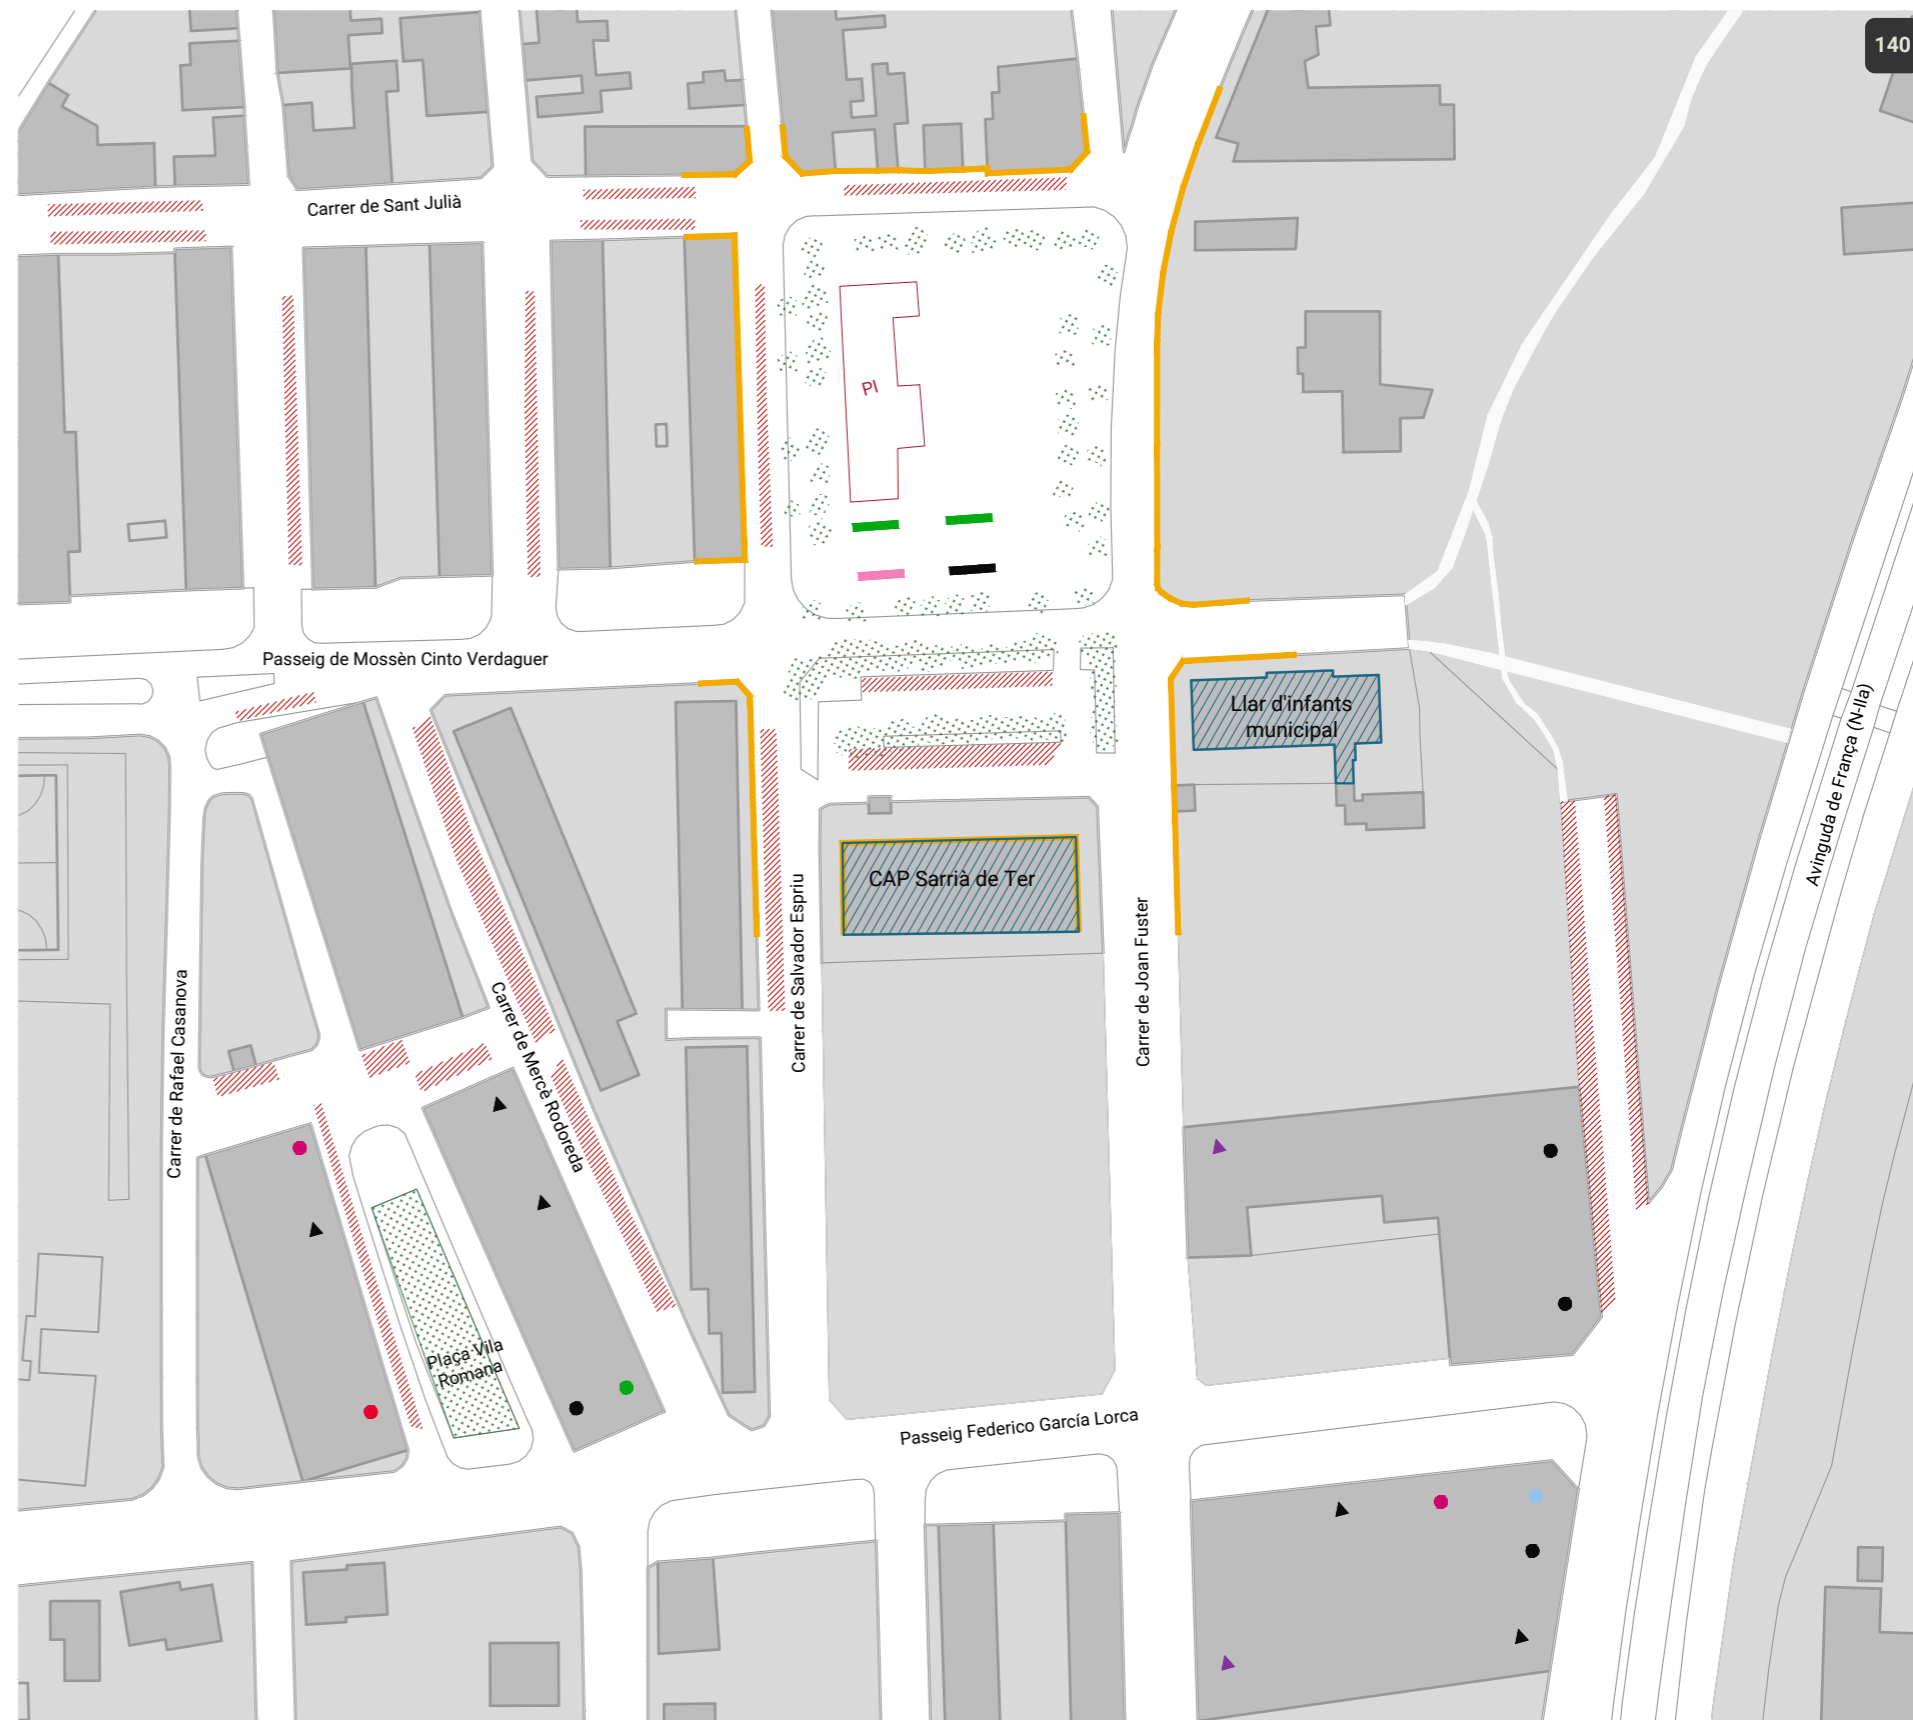 140
Carrer de Sant Julià
PI
Passeig de Mossèn Cinto Verdaguer
Llar d'infants
municipal
Avinguda de França (N-IIa)
CAP Sarrià de Ter
Carrer de Salvador Espriu
Carrer de Joan Fuster
Carrer de Rafael Casanova
Carrer de Mercè Rodoreda
Plaça Vila
Romana
Passeig Federico García Lorca